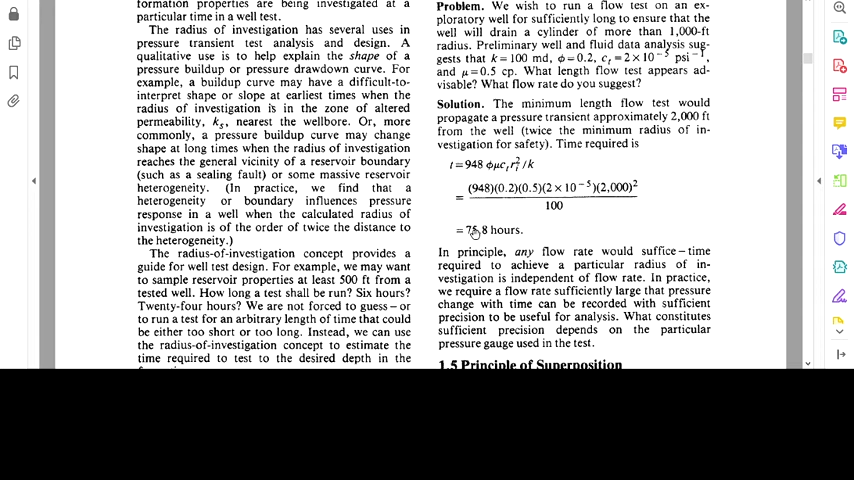 formation properties are being investigated at a
particular time in a well test.
The radius of investigation has several uses in
pressure transient test analysis and design. A
qualitative use is to help explain the shape of
a pressure buildup or pressure drawdown curve. For
example, a buildup curve may have a difficult-to-
interpret shape or slope at earliest times when the
radius of investigation is in the zone of altered
permeability, ks, nearest the wellbore. Or, more
commonly, a pressure buildup curve may change
shape at long times when the radius of investigation
reaches the general vicinity of a reservoir boundary
(such as a sealing fault) or some massive reservoir
heterogeneity. (In practice, we find that a
heterogeneity or boundary influences pressure
response in a well when the calculated radius of
investigation is of the order of twice the distance to
the heterogeneity.)
The radius-of-investigation concept provides a
guide for well test design. For example, we may want
to sample reservoir properties at least 500 ft from a
tested well. How long a test shall be run? Six hours?
Twenty-four hours? We are not forced to guess – or
to run a test for an arbitrary length of time that could
be either too short or too long. Instead, we can use
the radius-of-investigation concept to estimate the
time required to test to the desired depth in the
Problem. We wish to run a flow test on an ex-
ploratory well for sufficiently long to ensure that the
well will drain a cylinder of more than 1,000-ft
radius. Preliminary well and fluid data analysis sug-
gests that k = 100 md, ϕ = 0.2, ct = 2 × 10⁻⁵ psi⁻¹,
and μ = 0.5 cp. What length flow test appears ad-
visable? What flow rate do you suggest?
Solution. The minimum length flow test would
propagate a pressure transient approximately 2,000 ft
from the well (twice the minimum radius of in-
vestigation for safety). Time required is
t = 948 ϕμctri²/k
= (948)(0.2)(0.5)(2 × 10⁻⁵)(2,000)²
100
= 75.8 hours.
In principle, any flow rate would suffice – time
required to achieve a particular radius of in-
vestigation is independent of flow rate. In practice,
we require a flow rate sufficiently large that pressure
change with time can be recorded with sufficient
precision to be useful for analysis. What constitutes
sufficient precision depends on the particular
pressure gauge used in the test.
1.5 Principle of Superposition